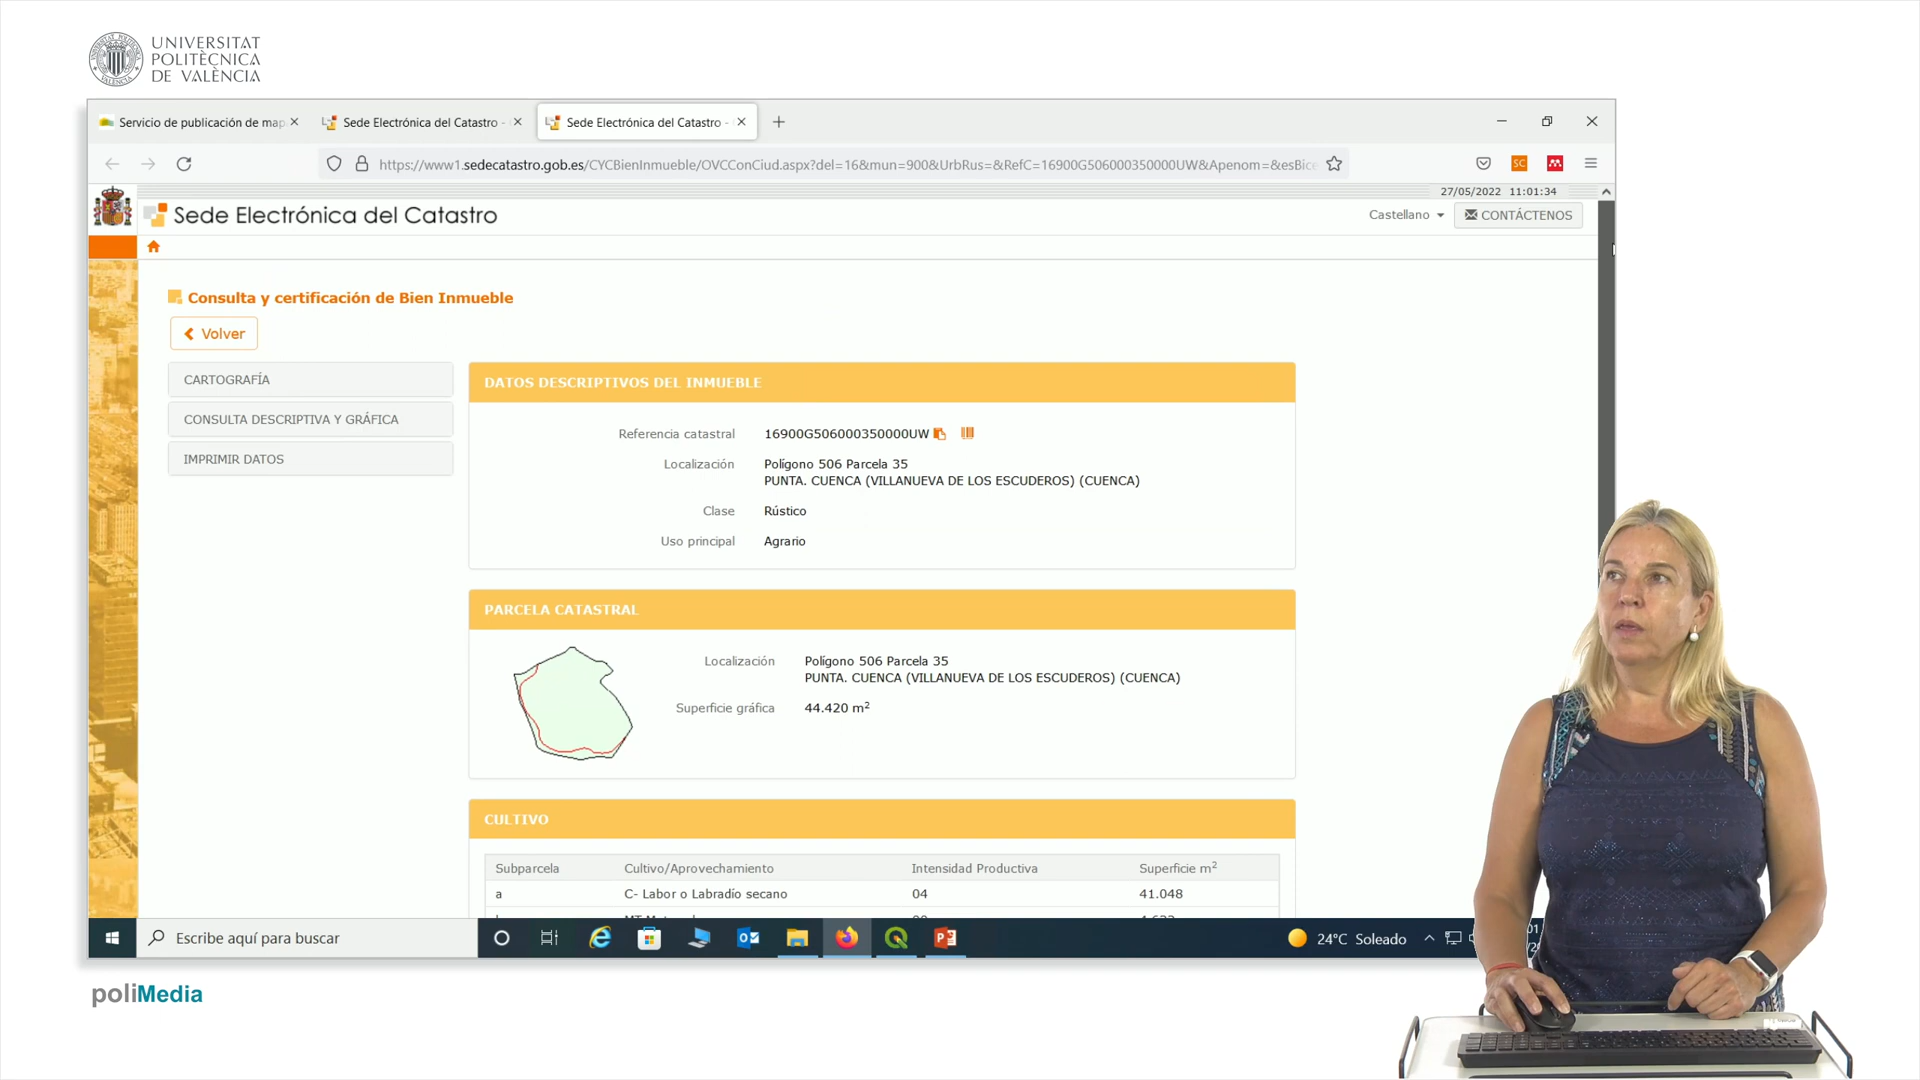 UNIVERSITAT
POLITÈCNICA
DE VALÈNCIA
Servicio de publicación de map
Sede Electrónica del Catastro -
Sede Electrónica del Catastro -
https://www1.sedecatastro.gob.es/CYCBienInmueble/OVCConCiud.aspx?del=16&mun=900&UrbRus=&RefC=16900G506000350000UW&Apenom=&esBice
SC
27/05/2022 11:01:34
Sede Electrónica del Catastro
Castellano
CONTÁCTENOS
Consulta y certificación de Bien Inmueble
Volver
CARTOGRAFÍA
CONSULTA DESCRIPTIVA Y GRÁFICA
IMPRIMIR DATOS
DATOS DESCRIPTIVOS DEL INMUEBLE
Referencia catastral 16900G506000350000UW
Localización Polígono 506 Parcela 35
PUNTA. CUENCA (VILLANUEVA DE LOS ESCUDEROS) (CUENCA)
Clase Rústico
Uso principal Agrario
PARCELA CATASTRAL
Localización Polígono 506 Parcela 35
PUNTA. CUENCA (VILLANUEVA DE LOS ESCUDEROS) (CUENCA)
Superficie gráfica 44.420 m²
CULTIVO
Subparcela Cultivo/Aprovechamiento Intensidad Productiva Superficie m²
a C- Labor o Labradío secano 04 41.048
Escribe aquí para buscar
24°C Soleado
poliMedia